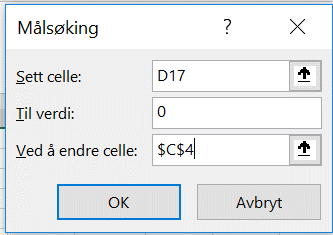 Målsøking ?
Sett celle: D17
Til verdi: 0
Ved å endre celle: $C$4
OK Avbryt